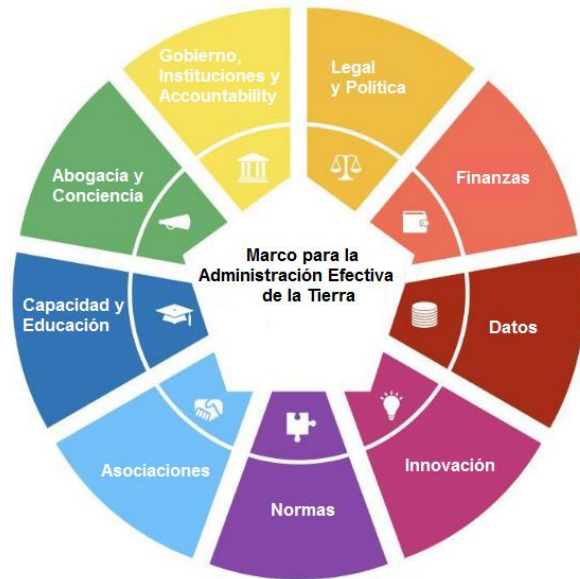 Gobierno,
Instituciones y
Accountability
Legal
y Política
Finanzas
Datos
Innovación
Normas
Asociaciones
Capacidad y
Educación
Abogacía y
Conciencia
Marco para la
Administración Efectiva
de la Tierra